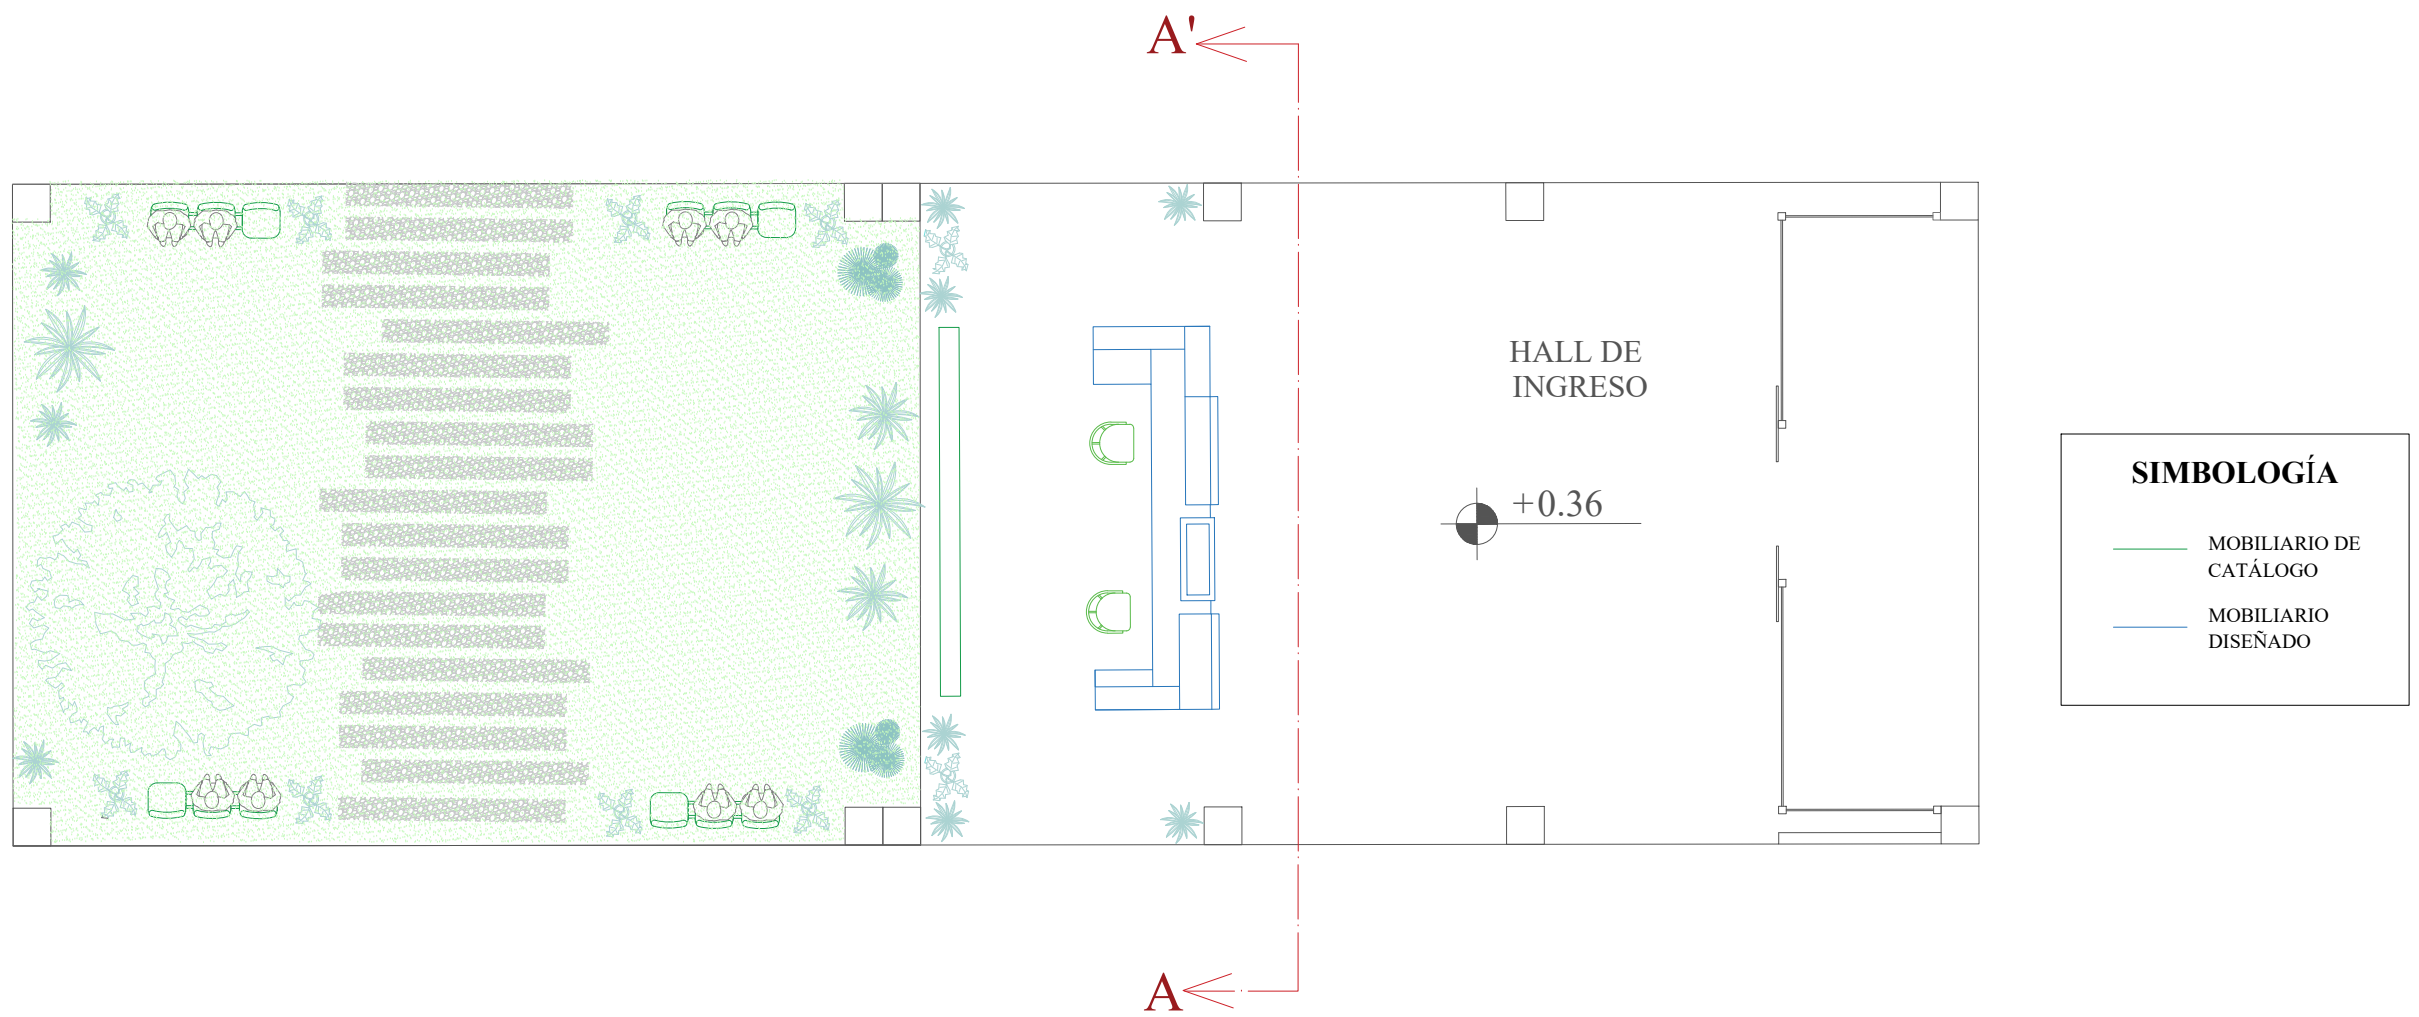 A'
HALL DE
INGRESO
+0.36
SIMBOLOGÍA
MOBILIARIO DE
CATÁLOGO
MOBILIARIO
DISEÑADO
A